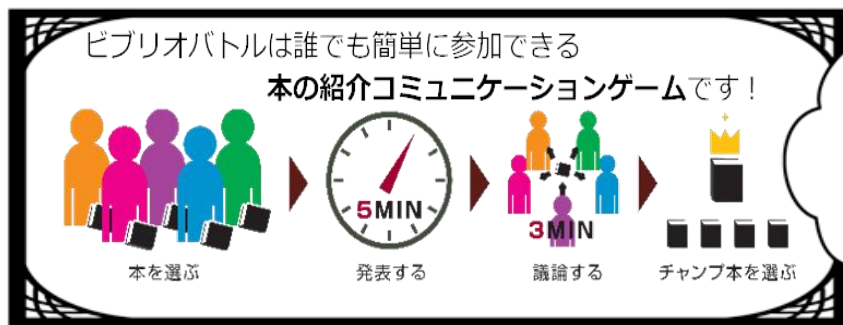 ビブリオバトルは誰でも簡単に参加できる
本の紹介コミュニケーションゲームです！
5MIN
3MIN
本を選ぶ
発表する
議論する
チャンプ本を選ぶ